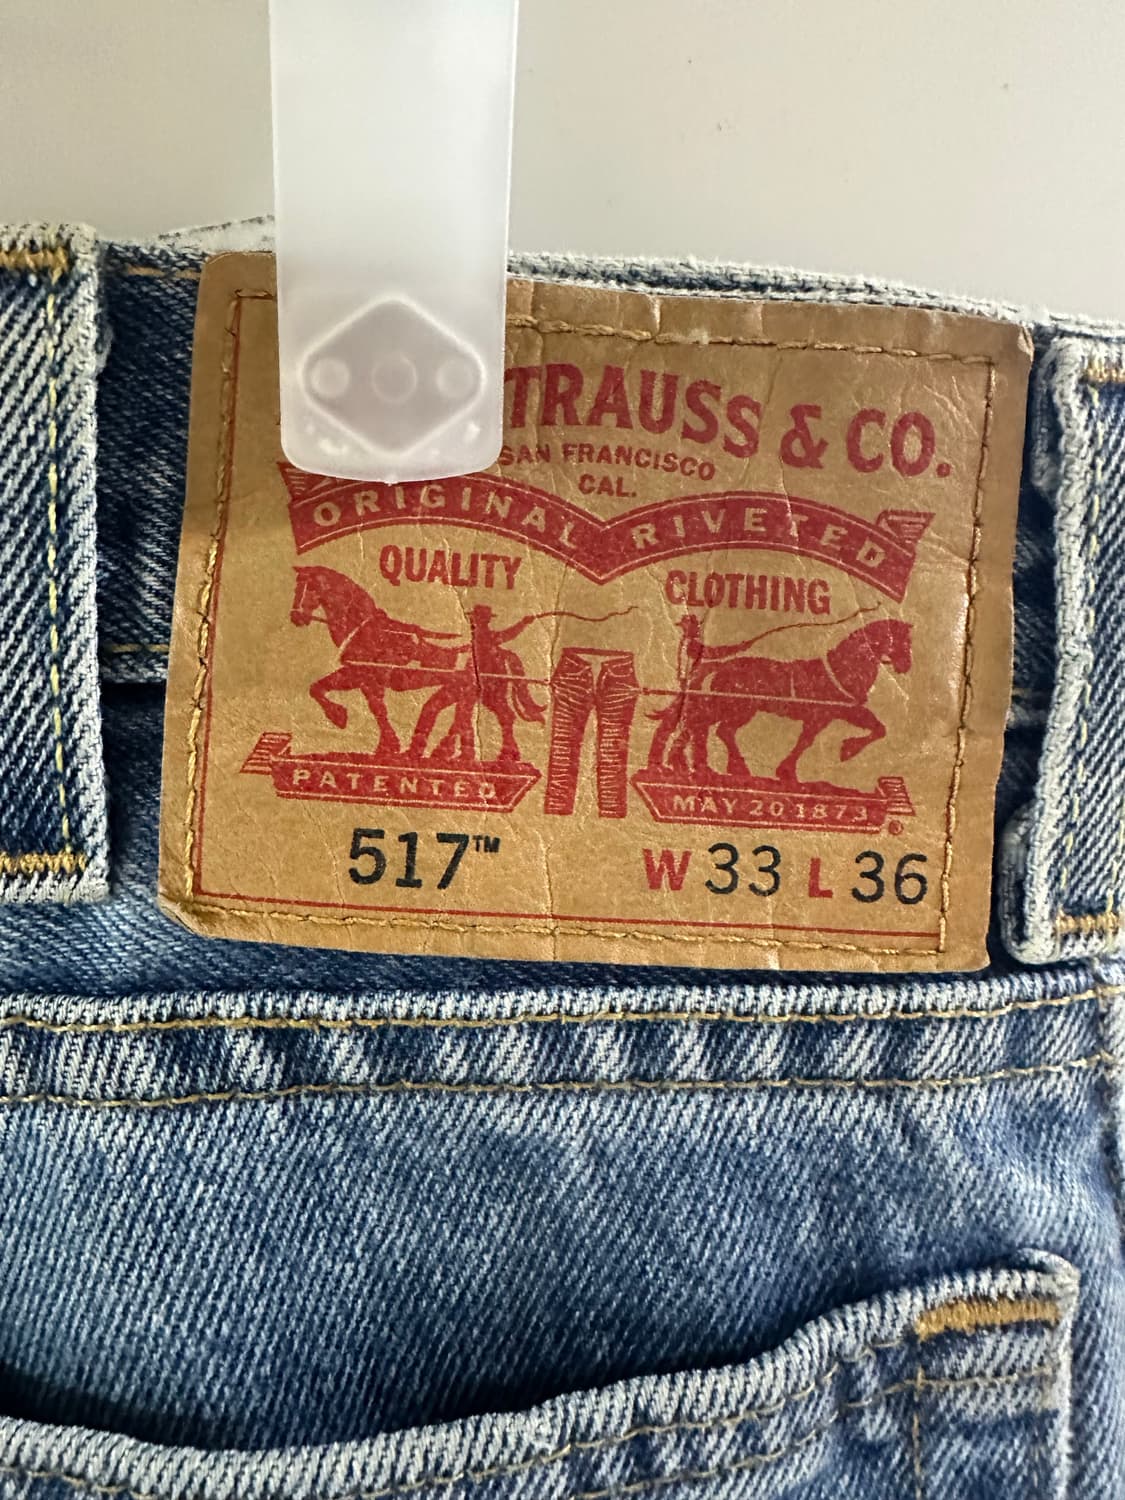 TRAUSS & CO.
SAN FRANCISCO
CAL.
ORIGINAL RIVETED
QUALITY CLOTHING
PATENTED MAY 20 1873 ®
517™ W 33 L 36